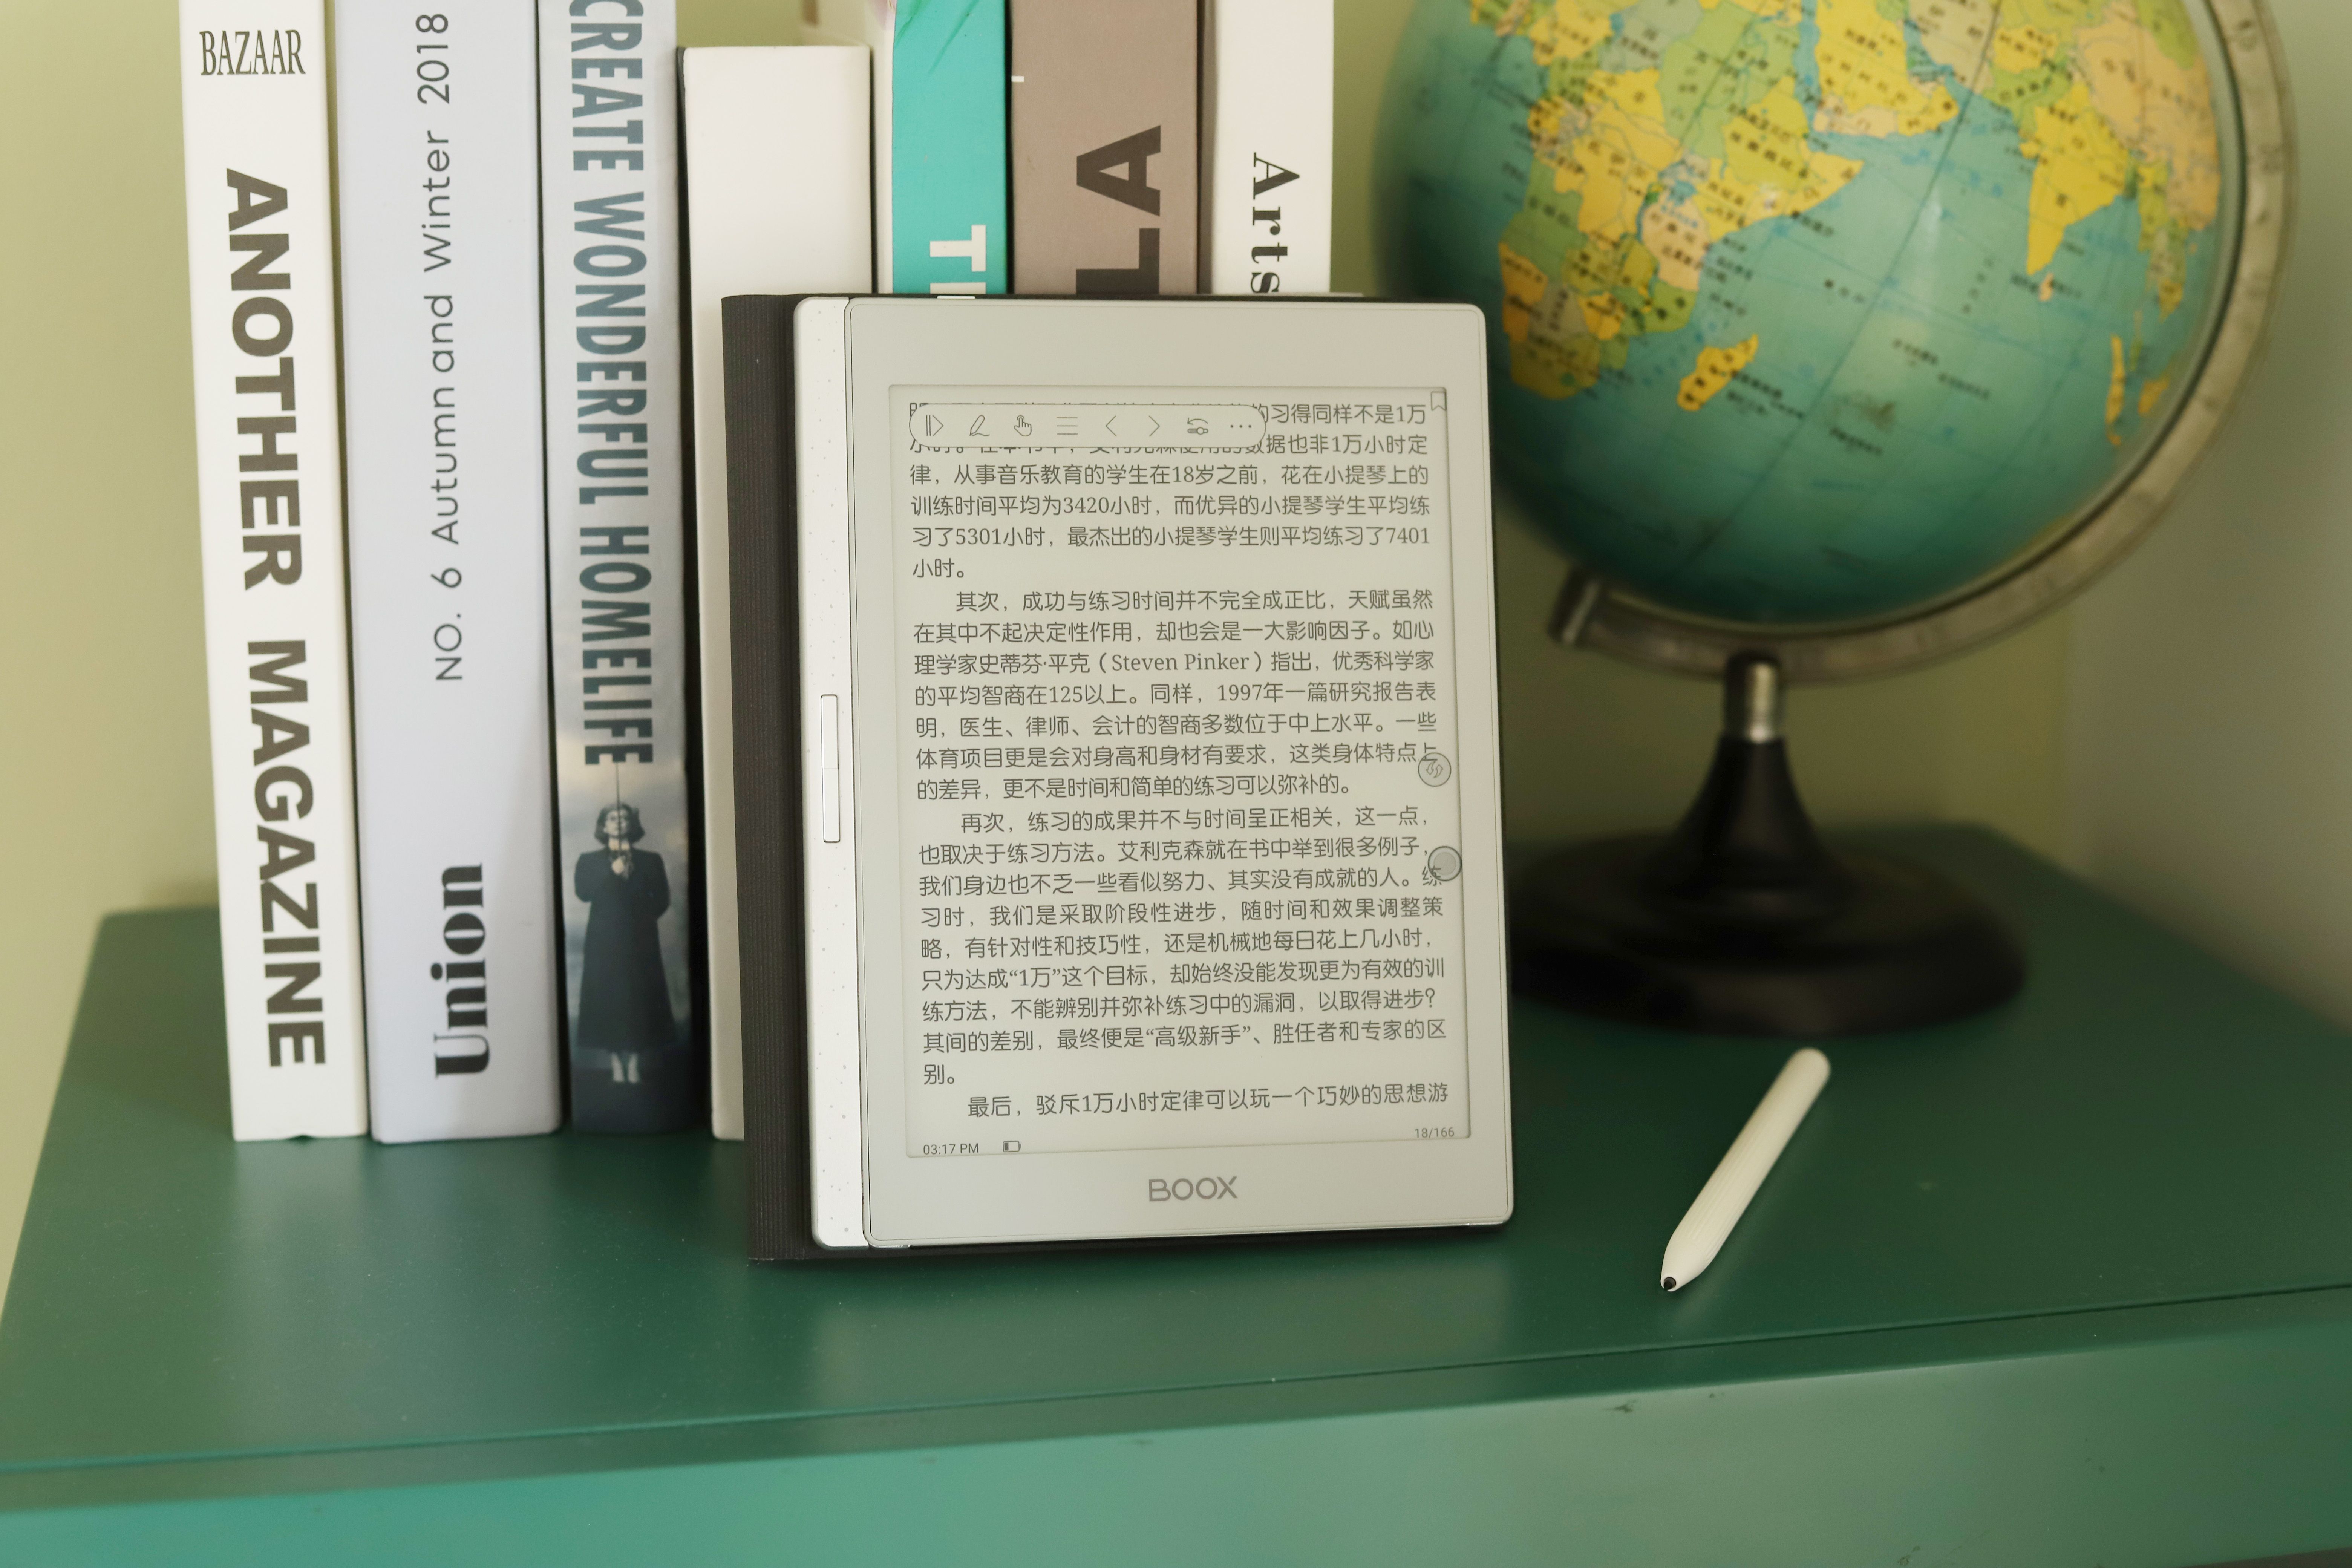 BAZAAR
ANOTHER MAGAZINE
NO. 6 Autumn and Winter 2018
Union
CREATE WONDERFUL HOMELIFE
LA
Arts
习得同样不是1万
数据也非1万小时定
律，从事音乐教育的学生在18岁之前，花在小提琴上的
训练时间平均为3420小时，而优异的小提琴学生平均练
习了5301小时，最杰出的小提琴学生则平均练习了7401
小时。
其次，成功与练习时间并不完全成正比，天赋虽然
在其中不起决定性作用，却也会是一大影响因子。如心
理学家史蒂芬·平克（Steven Pinker）指出，优秀科学家
的平均智商在125以上。同样，1997年一篇研究报告表
明，医生、律师、会计的智商多数位于中上水平。一些
体育项目更是会对身高和身材有要求，这类身体特点上
的差异，更不是时间和简单的练习可以弥补的。
再次，练习的成果并不与时间呈正相关，这一点，
也取决于练习方法。艾利克森就在书中举到很多例子，
我们身边也不乏一些看似努力、其实没有成就的人。练
习时，我们是采取阶段性进步，随时间和效果调整策
略，有针对性和技巧性，还是机械地每日花上几小时，
只为达成“1万”这个目标，却始终没能发现更为有效的训
练方法，不能辨别并弥补练习中的漏洞，以取得进步？
其间的差别，最终便是“高级新手”、胜任者和专家的区
别。
最后，驳斥1万小时定律可以玩一个巧妙的思想游
03:17 PM
18/166
BOOX